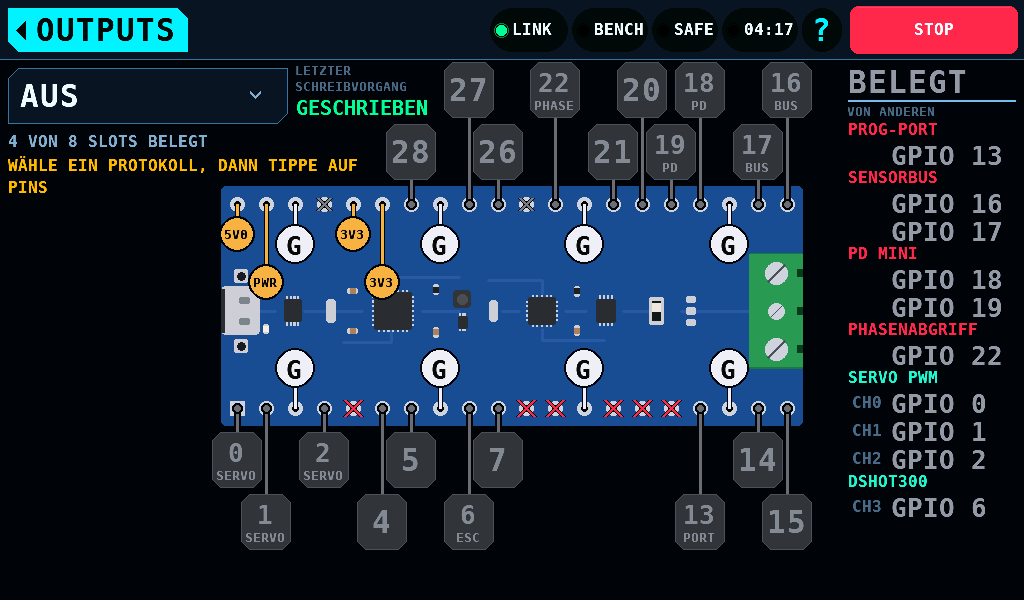 OUTPUTS
LINK
BENCH
SAFE
04:17
?
STOP
AUS
LETZTER
SCHREIBVORGANG
GESCHRIEBEN
4 VON 8 SLOTS BELEGT
WÄHLE EIN PROTOKOLL, DANN TIPPE AUF
PINS
27
22
PHASE
20
18
PD
16
BUS
28
26
21
19
PD
17
BUS
5V0
G
3V3
G
G
G
PWR
3V3
G
G
G
G
0
SERVO
2
SERVO
5
7
14
1
SERVO
4
6
ESC
13
PORT
15
BELEGT
VON ANDEREN
PROG-PORT
GPIO 13
SENSORBUS
GPIO 16
GPIO 17
PD MINI
GPIO 18
GPIO 19
PHASENABGRIFF
GPIO 22
SERVO PWM
CH0 GPIO 0
CH1 GPIO 1
CH2 GPIO 2
DSHOT300
CH3 GPIO 6